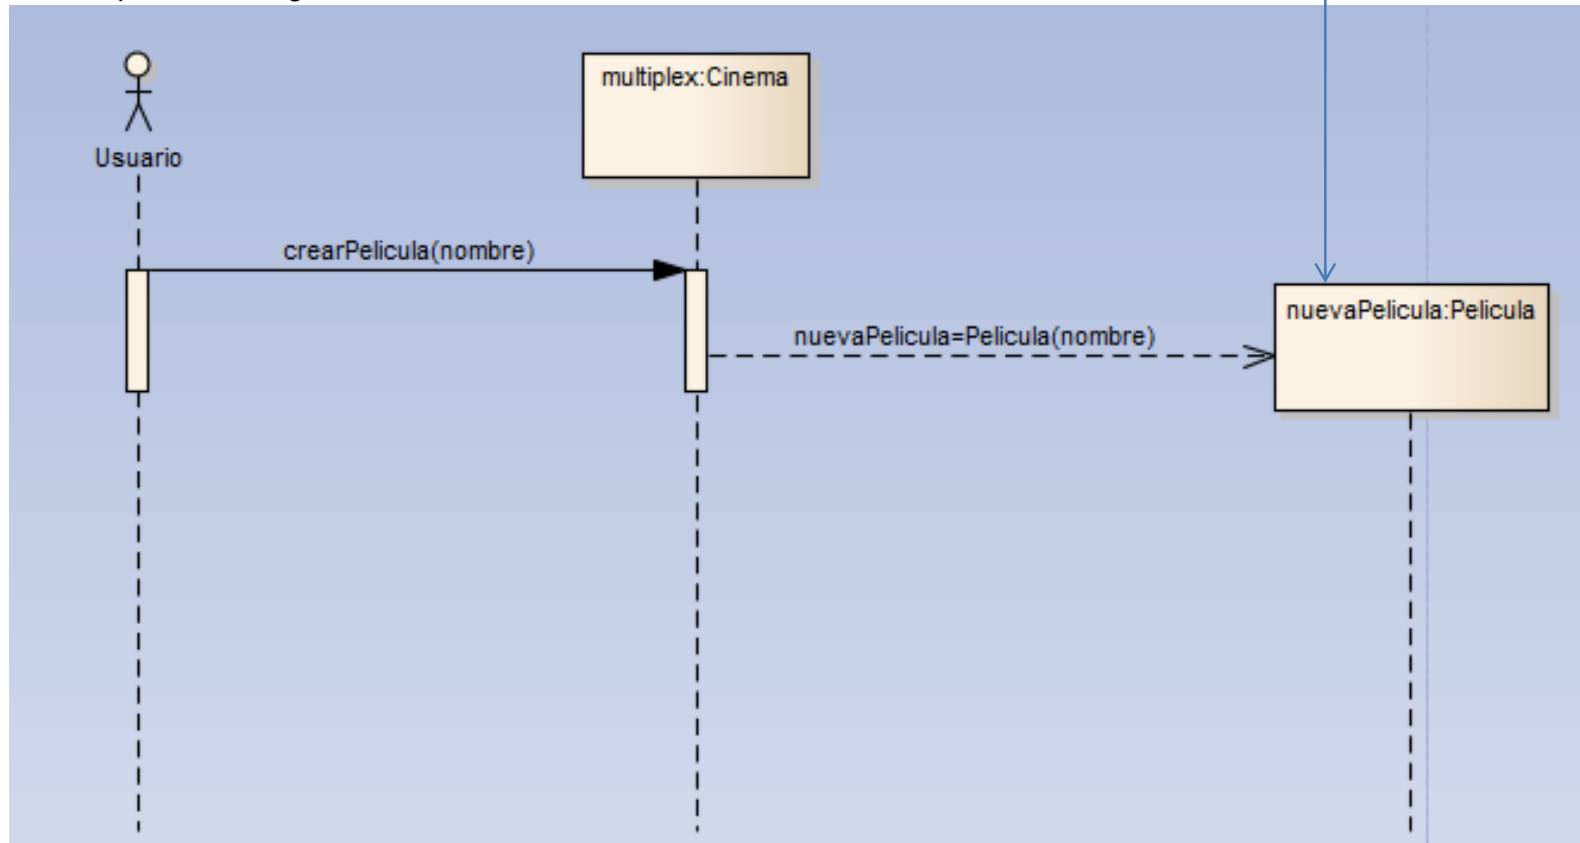 multiplex:Cinema
Usuario
crearPelicula(nombre)
nuevaPelicula:Pelicula
nuevaPelicula=Pelicula(nombre)